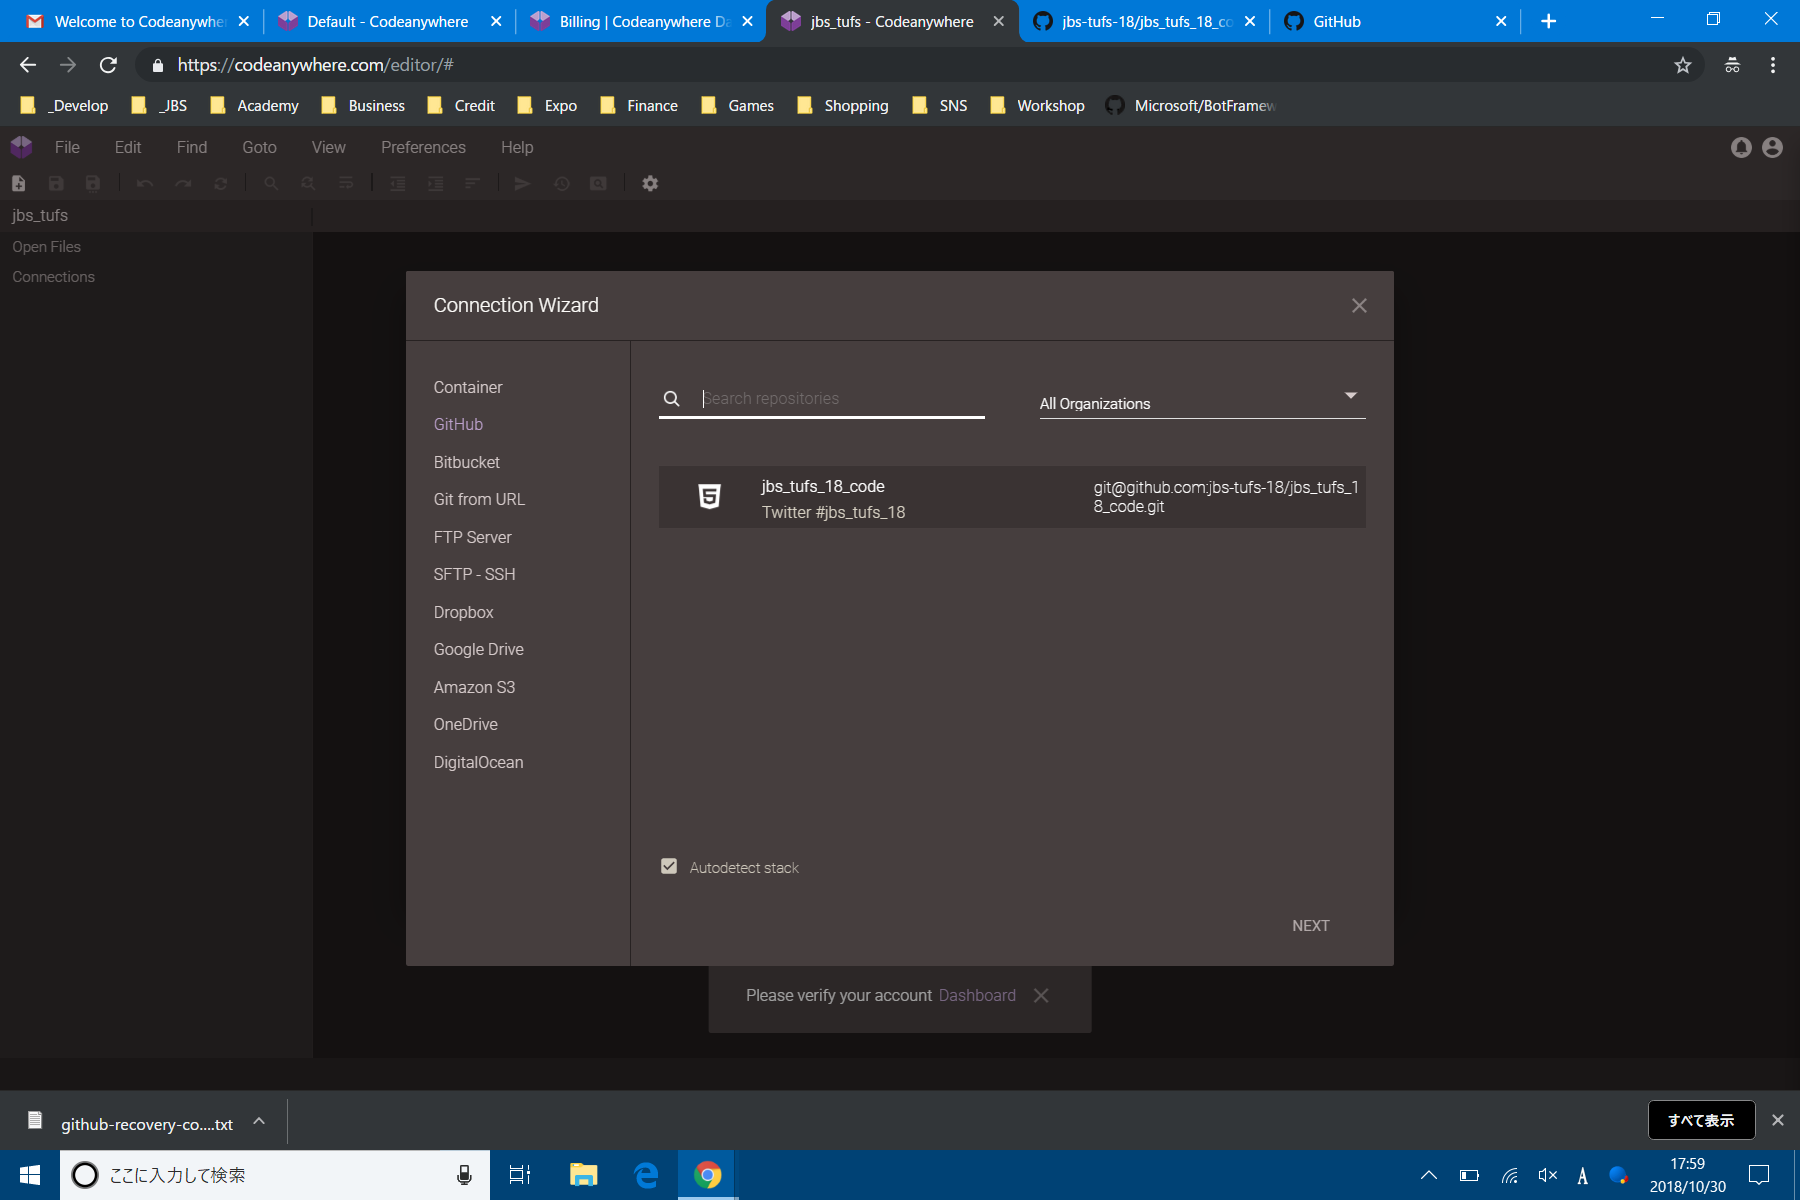 Welcome to Codeanywhe
Default - Codeanywhere
Billing | Codeanywhere Da
jbs_tufs - Codeanywhere
jbs-tufs-18/jbs_tufs_18_co
GitHub
https://codeanywhere.com/editor/#
_Develop
_JBS
Academy
Business
Credit
Expo
Finance
Games
Shopping
SNS
Workshop
Microsoft/BotFramew
File
Edit
Find
Goto
View
Preferences
Help
jbs_tufs
Open Files
Connections
Connection Wizard
Container
GitHub
Bitbucket
Git from URL
FTP Server
SFTP - SSH
Dropbox
Google Drive
Amazon S3
OneDrive
DigitalOcean
Search repositories
All Organizations
jbs_tufs_18_code
Twitter #jbs_tufs_18
git@github.com:jbs-tufs-18/jbs_tufs_1
8_code.git
Autodetect stack
NEXT
Please verify your account Dashboard
github-recovery-co....txt
すべて表示
ここに入力して検索
A
17:59
2018/10/30